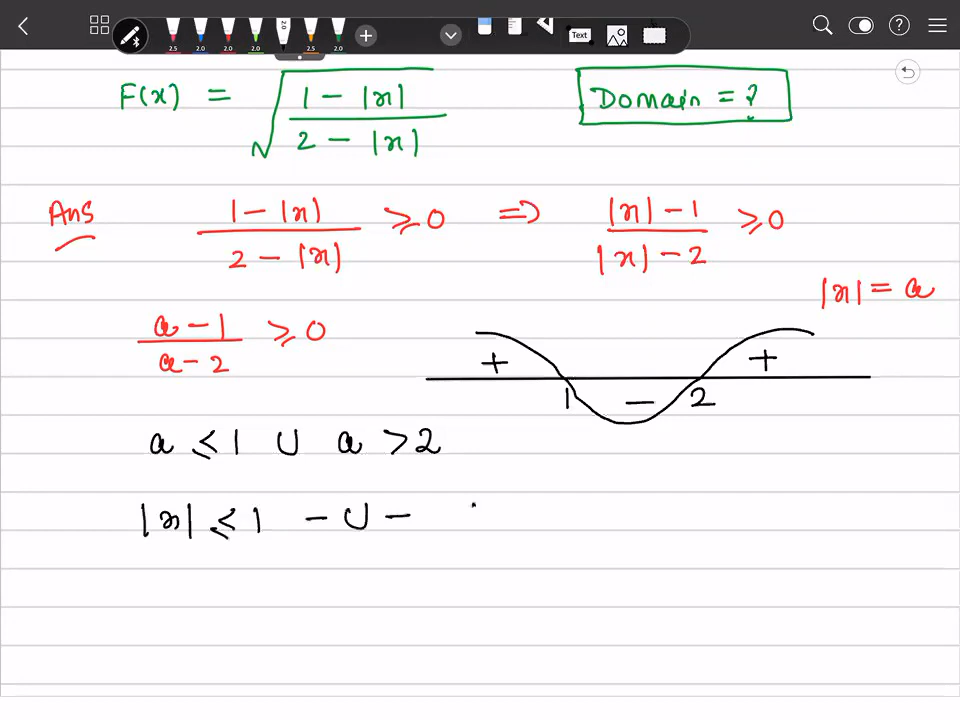 2.5 2.0 2.0 2.0 2.0 2.5 2.0 Text
F(x) = √((1 - |x|)/(2 - |x|)) Domain = ?
Ans (1 - |x|)/(2 - |x|) ⩾ 0 ⇒ (|x| - 1)/(|x| - 2) ⩾ 0
|x| = a
(a - 1)/(a - 2) ⩾ 0
+ 1 - 2 +
a ⩽ 1 ∪ a > 2
|x| ⩽ 1 - ∪ -